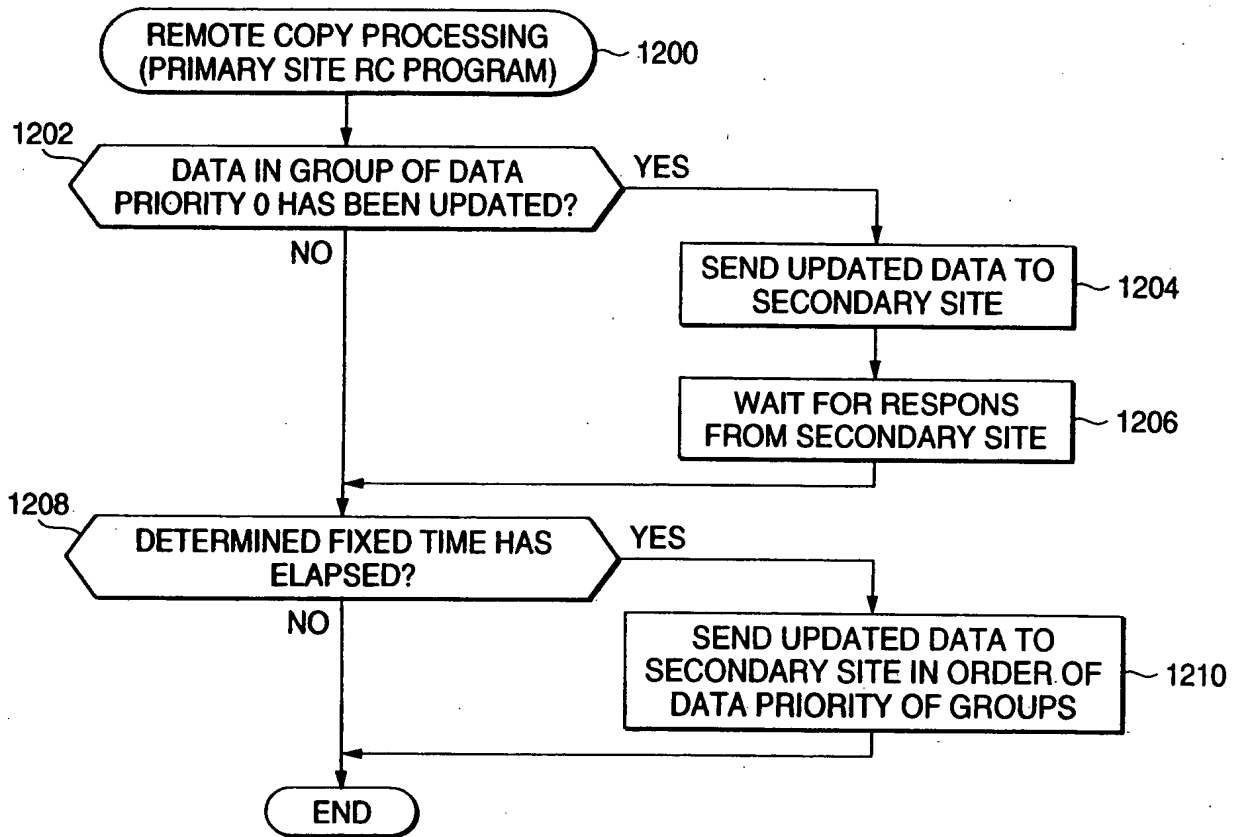 REMOTE COPY PROCESSING
(PRIMARY SITE RC PROGRAM)
1200
1202
DATA IN GROUP OF DATA
PRIORITY 0 HAS BEEN UPDATED?
YES
NO
SEND UPDATED DATA TO
SECONDARY SITE
1204
WAIT FOR RESPONS
FROM SECONDARY SITE
1206
1208
DETERMINED FIXED TIME HAS
ELAPSED?
YES
NO
SEND UPDATED DATA TO
SECONDARY SITE IN ORDER OF
DATA PRIORITY OF GROUPS
1210
END